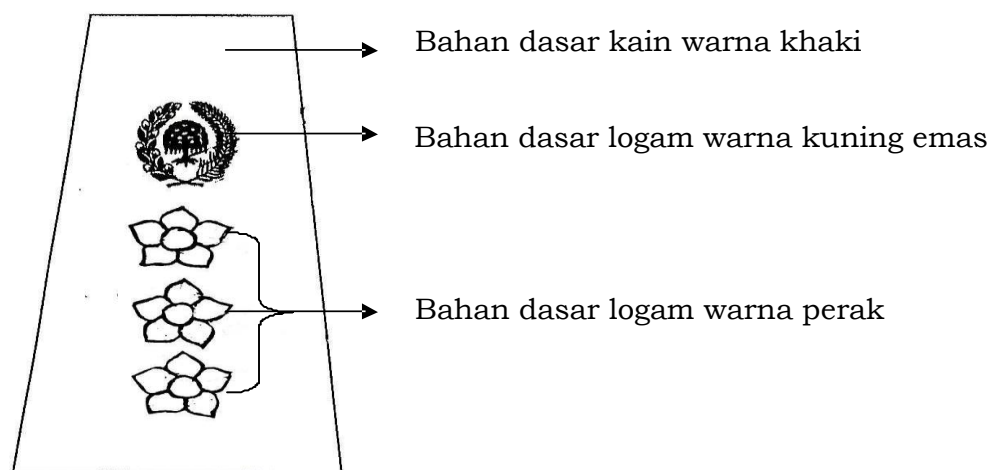 Bahan dasar kain warna khaki
Bahan dasar logam warna kuning emas
Bahan dasar logam warna perak